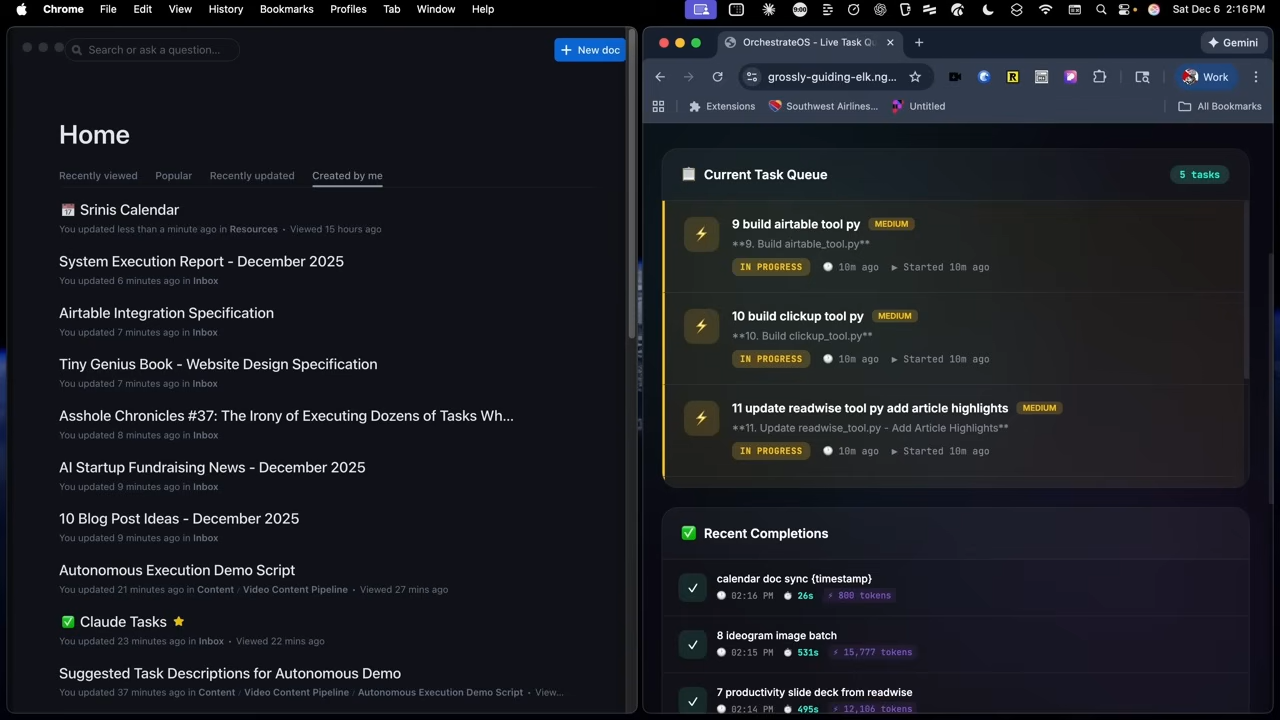 Chrome File Edit View History Bookmarks Profiles Tab Window Help
9:00
Sat Dec 6 2:16 PM
Search or ask a question...
+ New doc
Home
Recently viewed Popular Recently updated Created by me
Srinis Calendar
You updated less than a minute ago in Resources • Viewed 15 hours ago
System Execution Report - December 2025
You updated 6 minutes ago in Inbox
Airtable Integration Specification
You updated 7 minutes ago in Inbox
Tiny Genius Book - Website Design Specification
You updated 7 minutes ago in Inbox
Asshole Chronicles #37: The Irony of Executing Dozens of Tasks Wh...
You updated 8 minutes ago in Inbox
AI Startup Fundraising News - December 2025
You updated 9 minutes ago in Inbox
10 Blog Post Ideas - December 2025
You updated 9 minutes ago in Inbox
Autonomous Execution Demo Script
You updated 21 minutes ago in Content / Video Content Pipeline • Viewed 27 mins ago
Claude Tasks
You updated 23 minutes ago in Inbox • Viewed 22 mins ago
Suggested Task Descriptions for Autonomous Demo
You updated 37 minutes ago in Content / Video Content Pipeline / Autonomous Execution Demo Script • View...
OrchestrateOS - Live Task Qu
Gemini
grossly-guiding-elk.ng...
Work
Extensions Southwest Airlines... Untitled All Bookmarks
Current Task Queue
5 tasks
9 build airtable tool py MEDIUM
**9. Build airtable_tool.py**
IN PROGRESS 10m ago ▶ Started 10m ago
10 build clickup tool py MEDIUM
**10. Build clickup_tool.py**
IN PROGRESS 10m ago ▶ Started 10m ago
11 update readwise tool py add article highlights MEDIUM
**11. Update readwise_tool.py - Add Article Highlights**
IN PROGRESS 10m ago ▶ Started 10m ago
Recent Completions
calendar doc sync {timestamp}
02:16 PM 26s ⚡ 800 tokens
8 ideogram image batch
02:15 PM 531s ⚡ 15,777 tokens
7 productivity slide deck from readwise
02:14 PM 495s ⚡ 12,106 tokens